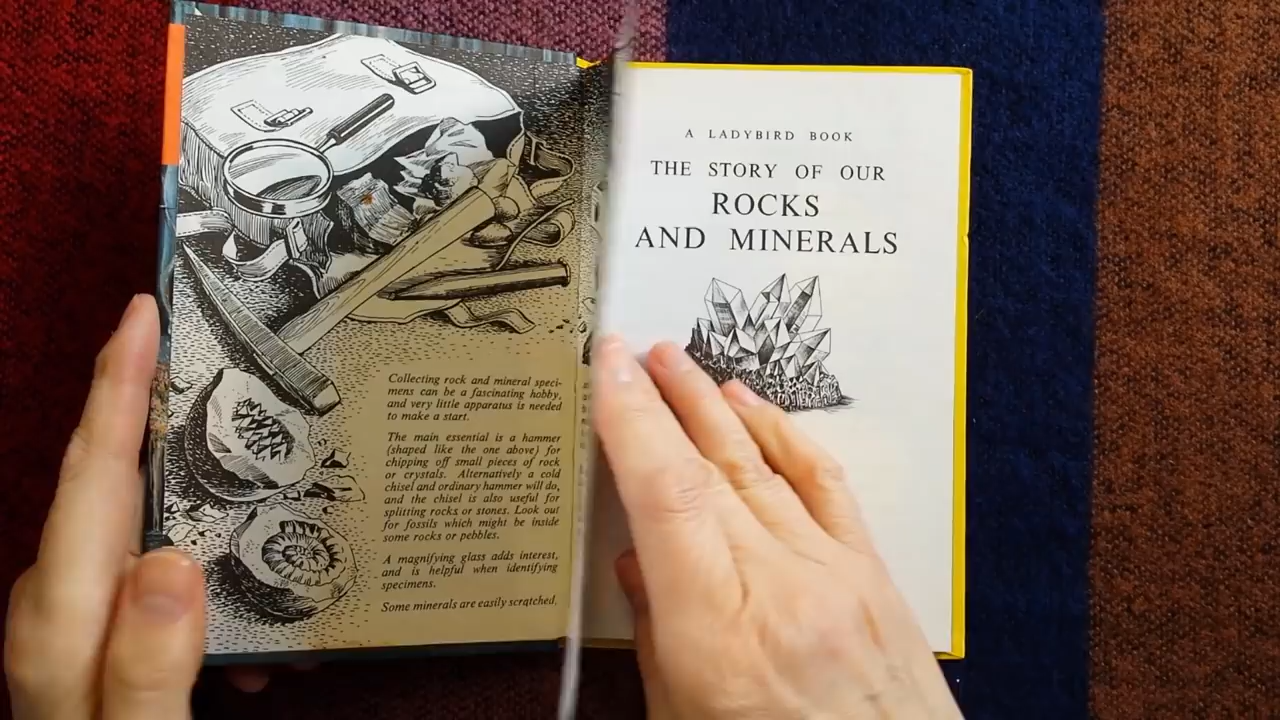 Collecting rock and mineral speci-
mens can be a fascinating hobby,
and very little apparatus is needed
to make a start.
The main essential is a hammer
(shaped like the one above) for
chipping off small pieces of rock
or crystals. Alternatively a cold
chisel and ordinary hammer will do,
and the chisel is also useful for
splitting rocks or stones. Look out
for fossils which might be inside
some rocks or pebbles.
A magnifying glass adds interest,
and is helpful when identifying
specimens.
Some minerals are easily scratched,
A LADYBIRD BOOK
THE STORY OF OUR
ROCKS
AND MINERALS